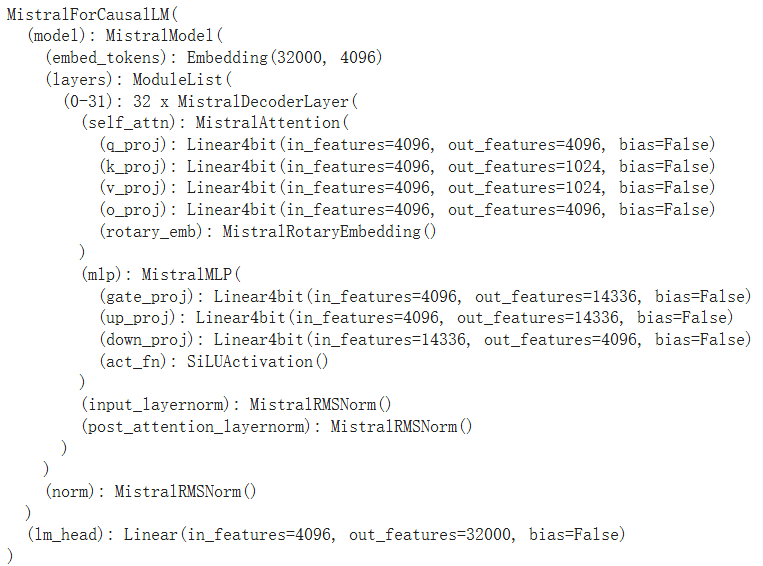 MistralForCausalLM(
  (model): MistralModel(
    (embed_tokens): Embedding(32000, 4096)
    (layers): ModuleList(
      (0-31): 32 x MistralDecoderLayer(
        (self_attn): MistralAttention(
          (q_proj): Linear4bit(in_features=4096, out_features=4096, bias=False)
          (k_proj): Linear4bit(in_features=4096, out_features=1024, bias=False)
          (v_proj): Linear4bit(in_features=4096, out_features=1024, bias=False)
          (o_proj): Linear4bit(in_features=4096, out_features=4096, bias=False)
          (rotary_emb): MistralRotaryEmbedding()
        )
        (mlp): MistralMLP(
          (gate_proj): Linear4bit(in_features=4096, out_features=14336, bias=False)
          (up_proj): Linear4bit(in_features=4096, out_features=14336, bias=False)
          (down_proj): Linear4bit(in_features=14336, out_features=4096, bias=False)
          (act_fn): SiLUActivation()
        )
        (input_layernorm): MistralRMSNorm()
        (post_attention_layernorm): MistralRMSNorm()
      )
    )
    (norm): MistralRMSNorm()
  )
  (lm_head): Linear(in_features=4096, out_features=32000, bias=False)
)